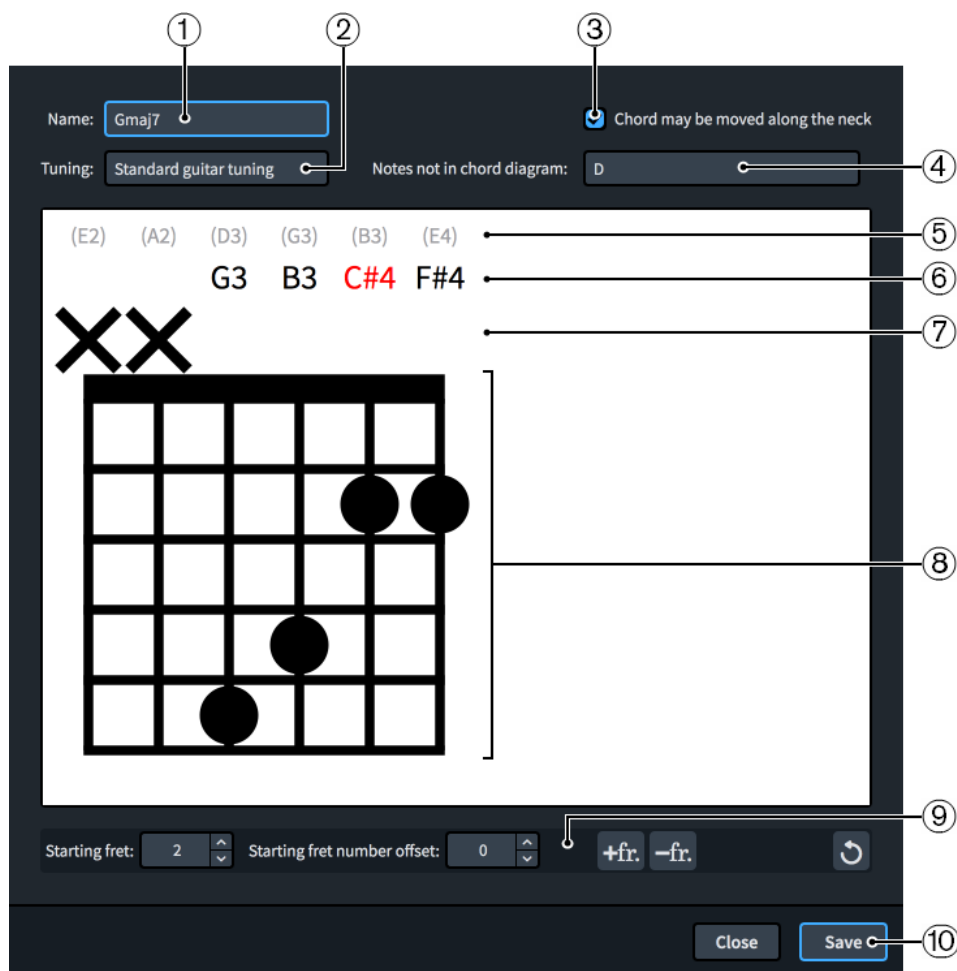 ① ② ③
Name: Gmaj7 Chord may be moved along the neck
Tuning: Standard guitar tuning Notes not in chord diagram: D ④
(E2) (A2) (D3) (G3) (B3) (E4) ⑤
G3 B3 C#4 F#4 ⑥
⑦
⑧
⑨
Starting fret: 2 Starting fret number offset: 0 +fr. −fr.
Close Save ⑩